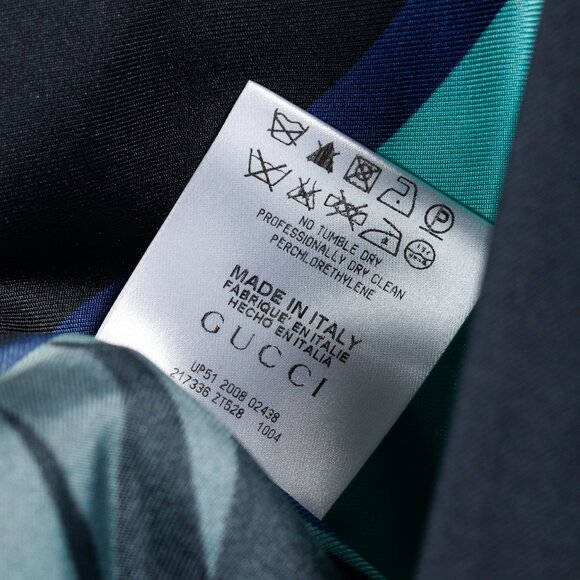 P
NO TUMBLE DRY
PROFESSIONALLY DRY CLEAN
PERCHLORETHYLENE
MADE IN ITALY
FABRIQUE. EN ITALIE
HECHO EN ITALIA
GUCCI
UP51 2008 02438
217336 ZT528 1004